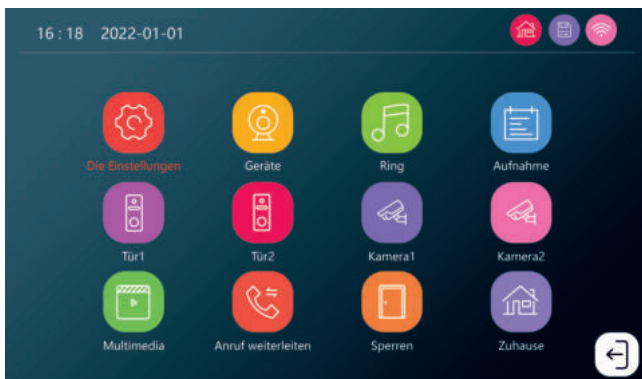 16 : 18 2022-01-01
Die Einstellungen Geräte Ring Aufnahme
Tür1 Tür2 Kamera1 Kamera2
Multimedia Anruf weiterleiten Sperren Zuhause